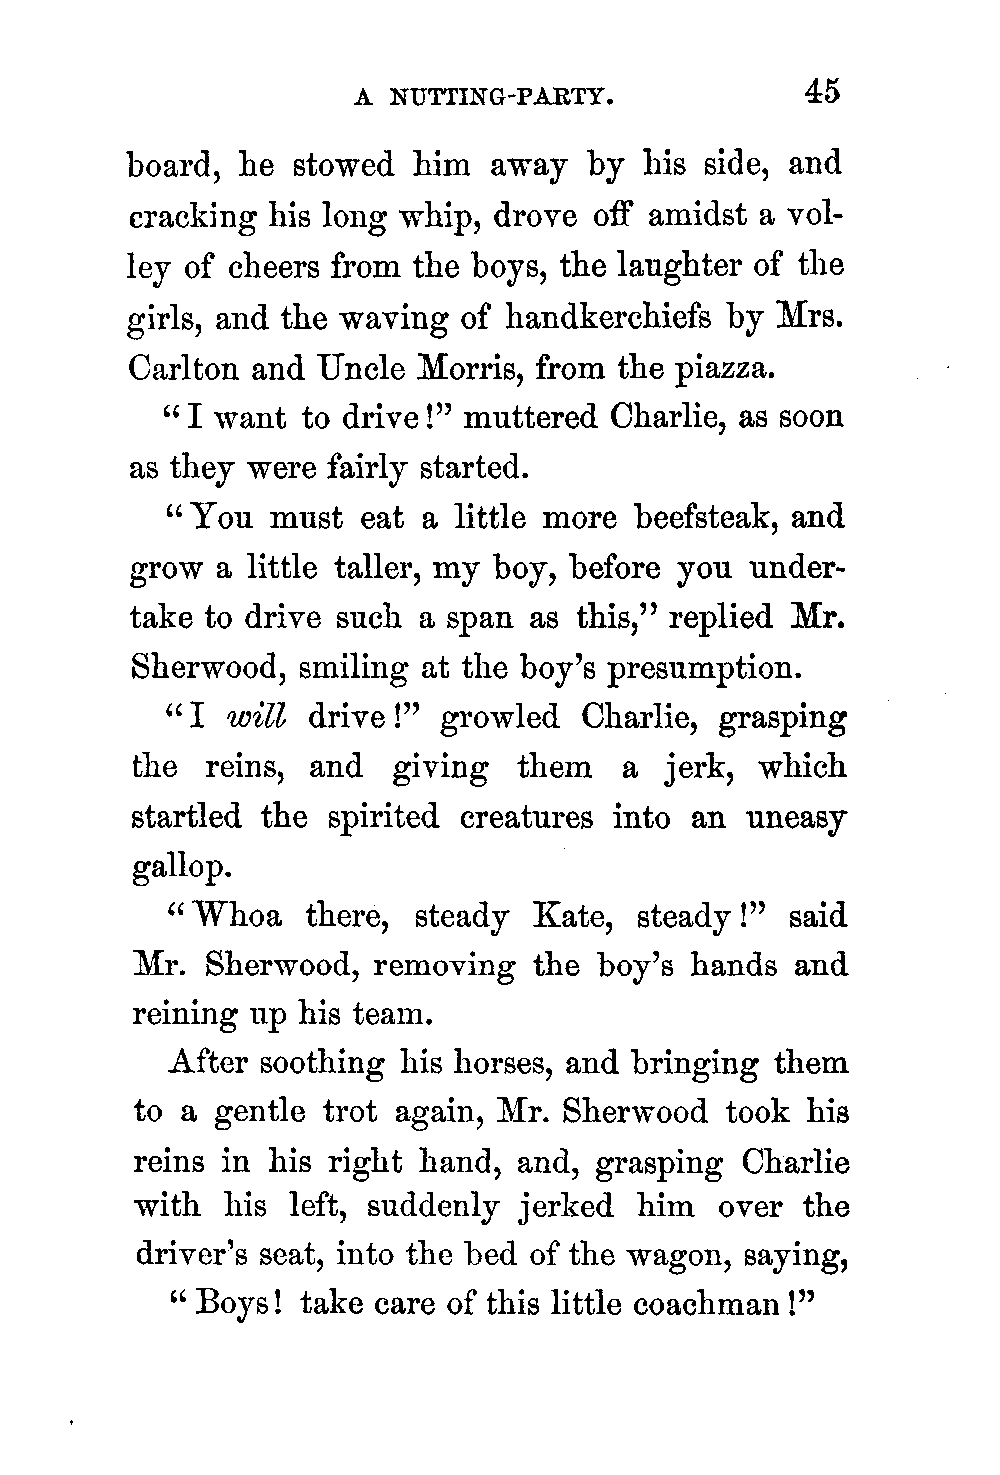 A NUTTING-PARTY. 45
board, he stowed him away by his side, and
cracking his long whip, drove off amidst a vol-
ley of cheers from the boys, the laughter of the
girls, and the waving of handkerchiefs by Mrs.
Carlton and Uncle Morris, from the piazza.
"I want to drive!" muttered Charlie, as soon
as they were fairly started.
"You must eat a little more beefsteak, and
grow a little taller, my boy, before you under-
take to drive such a span as this," replied Mr.
Sherwood, smiling at the boy's presumption.
"I will drive!" growled Charlie, grasping
the reins, and giving them a jerk, which
startled the spirited creatures into an uneasy
gallop.
"Whoa there, steady Kate, steady!" said
Mr. Sherwood, removing the boy's hands and
reining up his team.
After soothing his horses, and bringing them
to a gentle trot again, Mr. Sherwood took his
reins in his right hand, and, grasping Charlie
with his left, suddenly jerked him over the
driver's seat, into the bed of the wagon, saying,
"Boys! take care of this little coachman!"